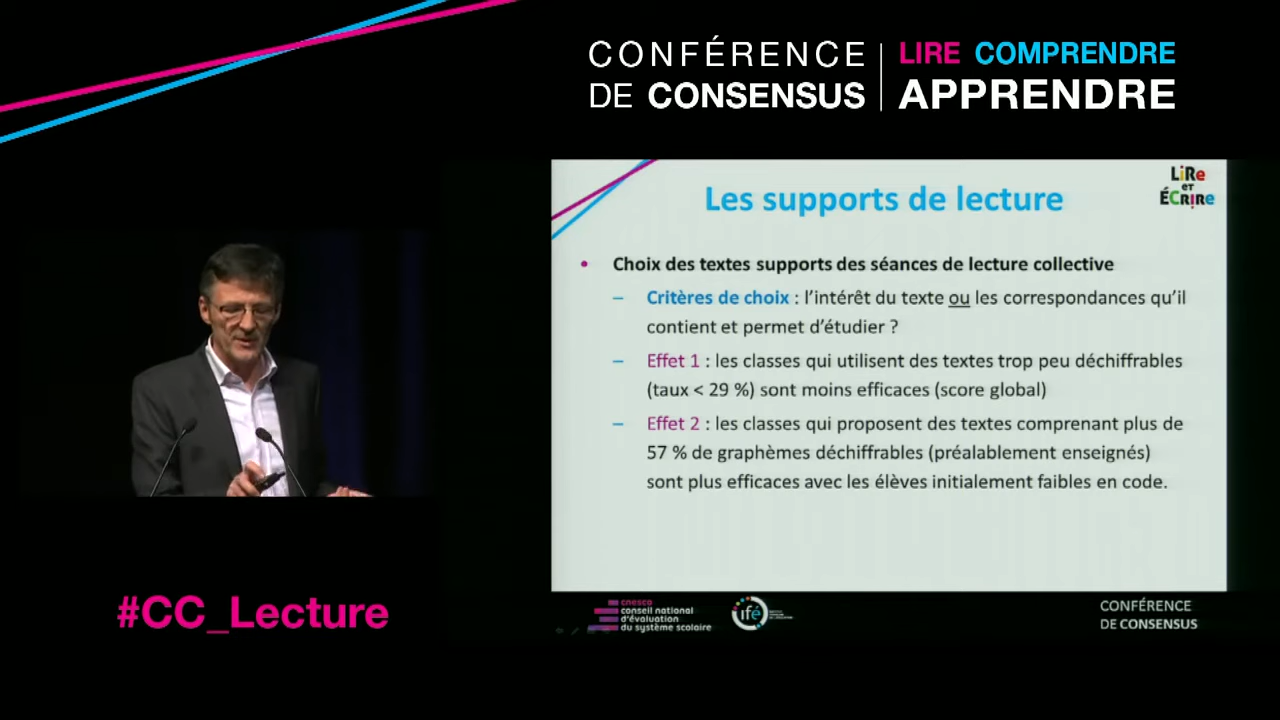 CONFÉRENCE
DE CONSENSUS
LIRE COMPRENDRE
APPRENDRE
LiRe
ET
ÉCRIRe
Les supports de lecture
• Choix des textes supports des séances de lecture collective
– Critères de choix : l'intérêt du texte ou les correspondances qu'il
contient et permet d'étudier ?
– Effet 1 : les classes qui utilisent des textes trop peu déchiffrables
(taux < 29 %) sont moins efficaces (score global)
– Effet 2 : les classes qui proposent des textes comprenant plus de
57 % de graphèmes déchiffrables (préalablement enseignés)
sont plus efficaces avec les élèves initialement faibles en code.
#CC_Lecture
cnesco
conseil national
d'évaluation
du système scolaire
ifé
CONFÉRENCE
DE CONSENSUS